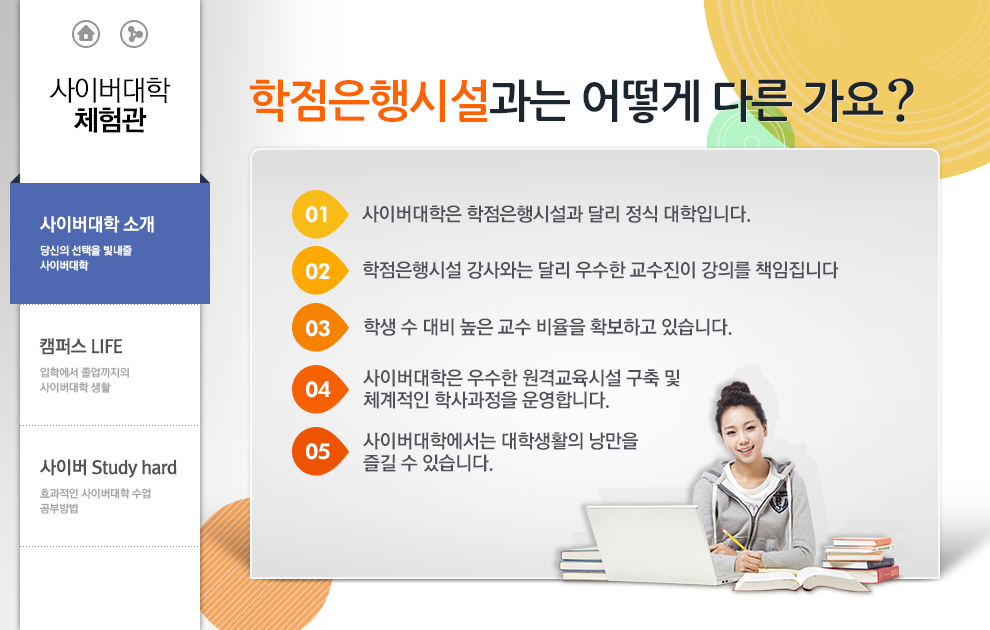 사이버대학
체험관
사이버대학 소개
당신의 선택을 빛내줄
사이버대학
캠퍼스 LIFE
입학에서 졸업까지의
사이버대학 생활
사이버 Study hard
효과적인 사이버대학 수업
공부방법
학점은행시설과는 어떻게 다른 가요?
01 사이버대학은 학점은행시설과 달리 정식 대학입니다.
02 학점은행시설 강사와는 달리 우수한 교수진이 강의를 책임집니다
03 학생 수 대비 높은 교수 비율을 확보하고 있습니다.
04 사이버대학은 우수한 원격교육시설 구축 및
체계적인 학사과정을 운영합니다.
05 사이버대학에서는 대학생활의 낭만을
즐길 수 있습니다.